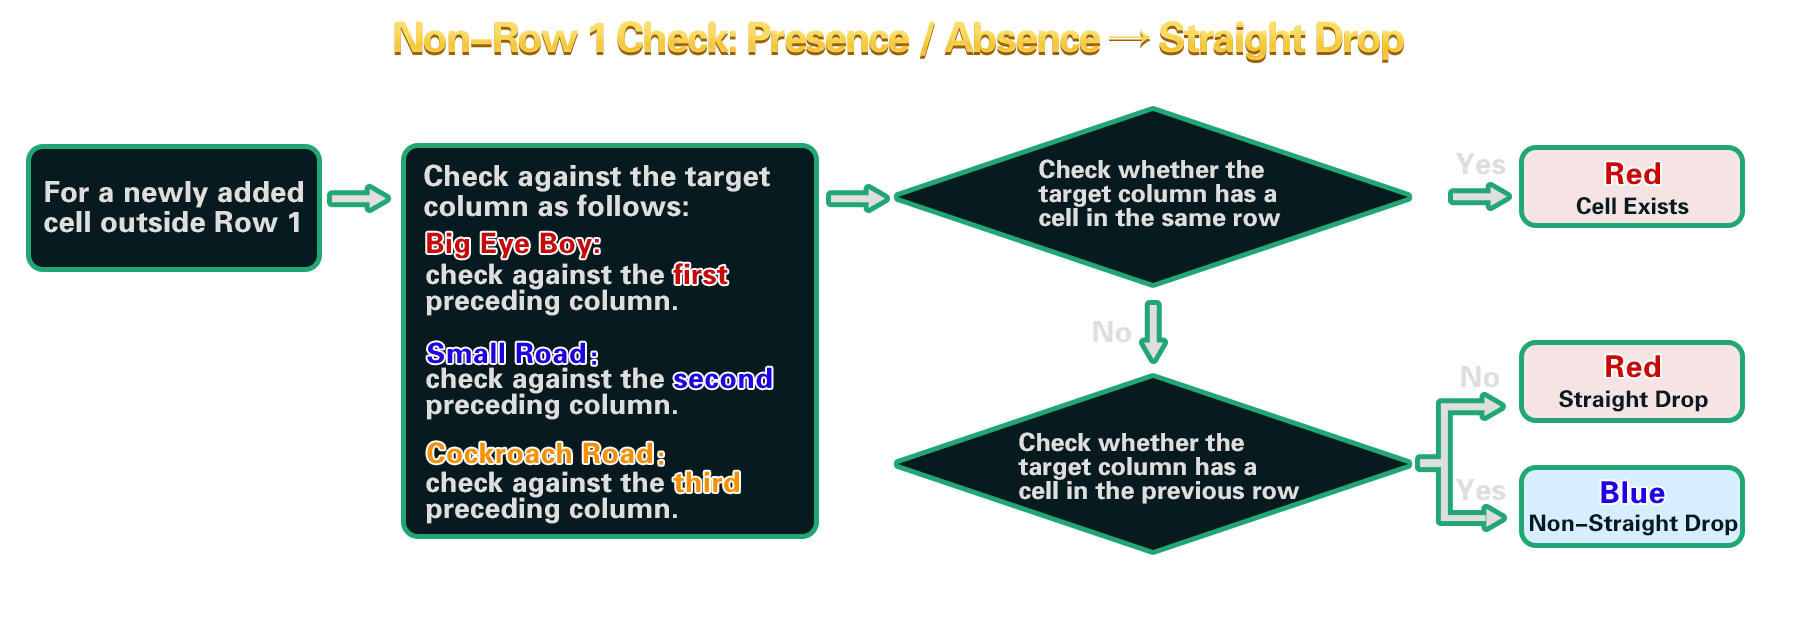 Non-Row 1 Check: Presence / Absence → Straight Drop
For a newly added
cell outside Row 1
Check against the target
column as follows:
Big Eye Boy:
check against the first
preceding column.
Small Road:
check against the second
preceding column.
Cockroach Road:
check against the third
preceding column.
Check whether the
target column has a
cell in the same row
Yes
Red
Cell Exists
No
Check whether the
target column has a
cell in the previous row
No
Red
Straight Drop
Yes
Blue
Non-Straight Drop